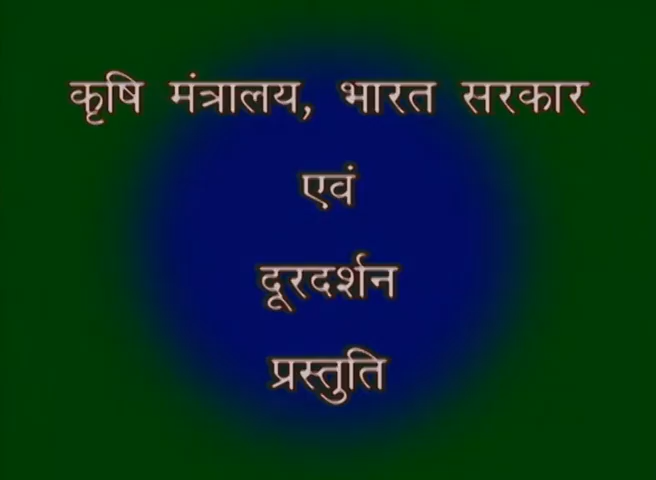 कृषि मंत्रालय, भारत सरकार
एवं
दूरदर्शन
प्रस्तुति